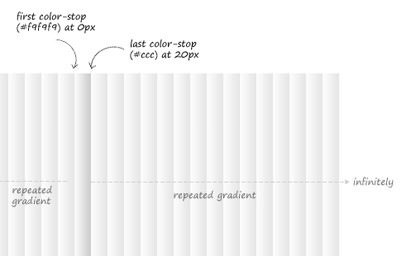 first color-stop
(#f9f9f9) at 0px
last color-stop
(#ccc) at 20px
infinitely
repeated
gradient
repeated gradient